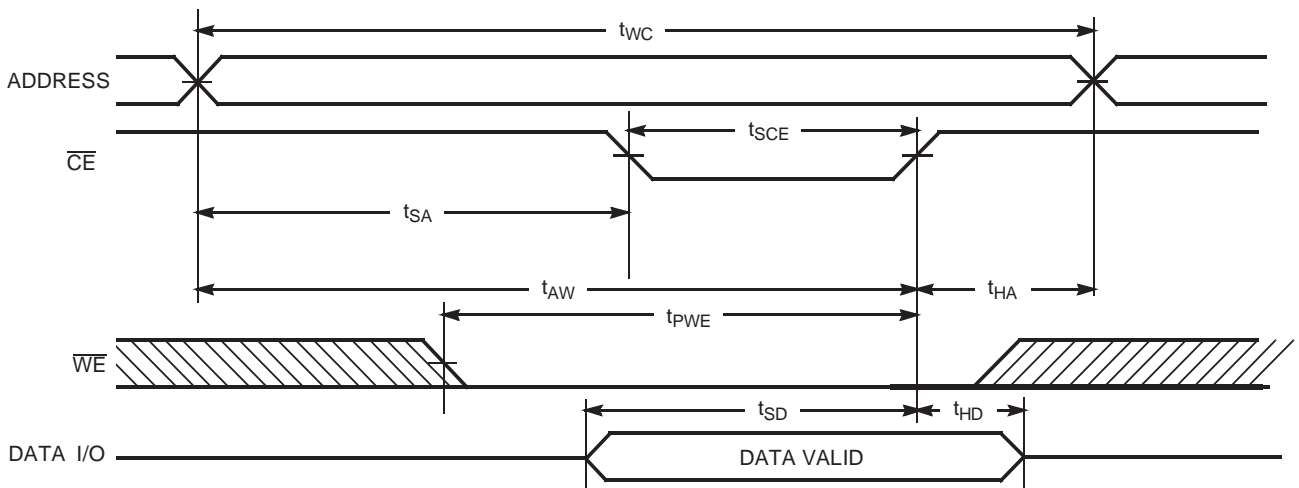 tWC
ADDRESS
tSCE
CE
tSA
tAW
tHA
tPWE
WE
tSD
tHD
DATA I/O
DATA VALID